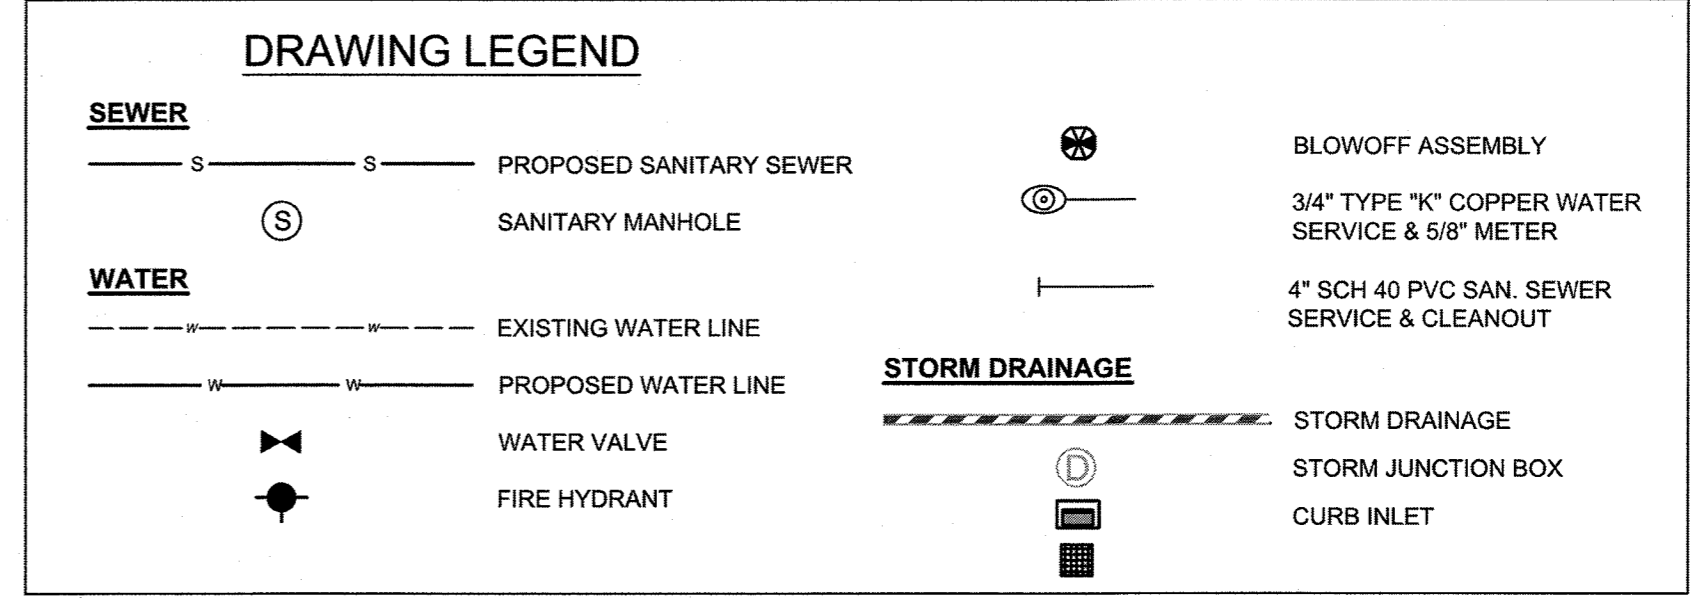 DRAWING LEGEND
SEWER
S S PROPOSED SANITARY SEWER
S SANITARY MANHOLE
WATER
W W EXISTING WATER LINE
W W PROPOSED WATER LINE
WATER VALVE
FIRE HYDRANT
BLOWOFF ASSEMBLY
3/4" TYPE "K" COPPER WATER
SERVICE & 5/8" METER
4" SCH 40 PVC SAN. SEWER
SERVICE & CLEANOUT
STORM DRAINAGE
STORM DRAINAGE
D STORM JUNCTION BOX
CURB INLET